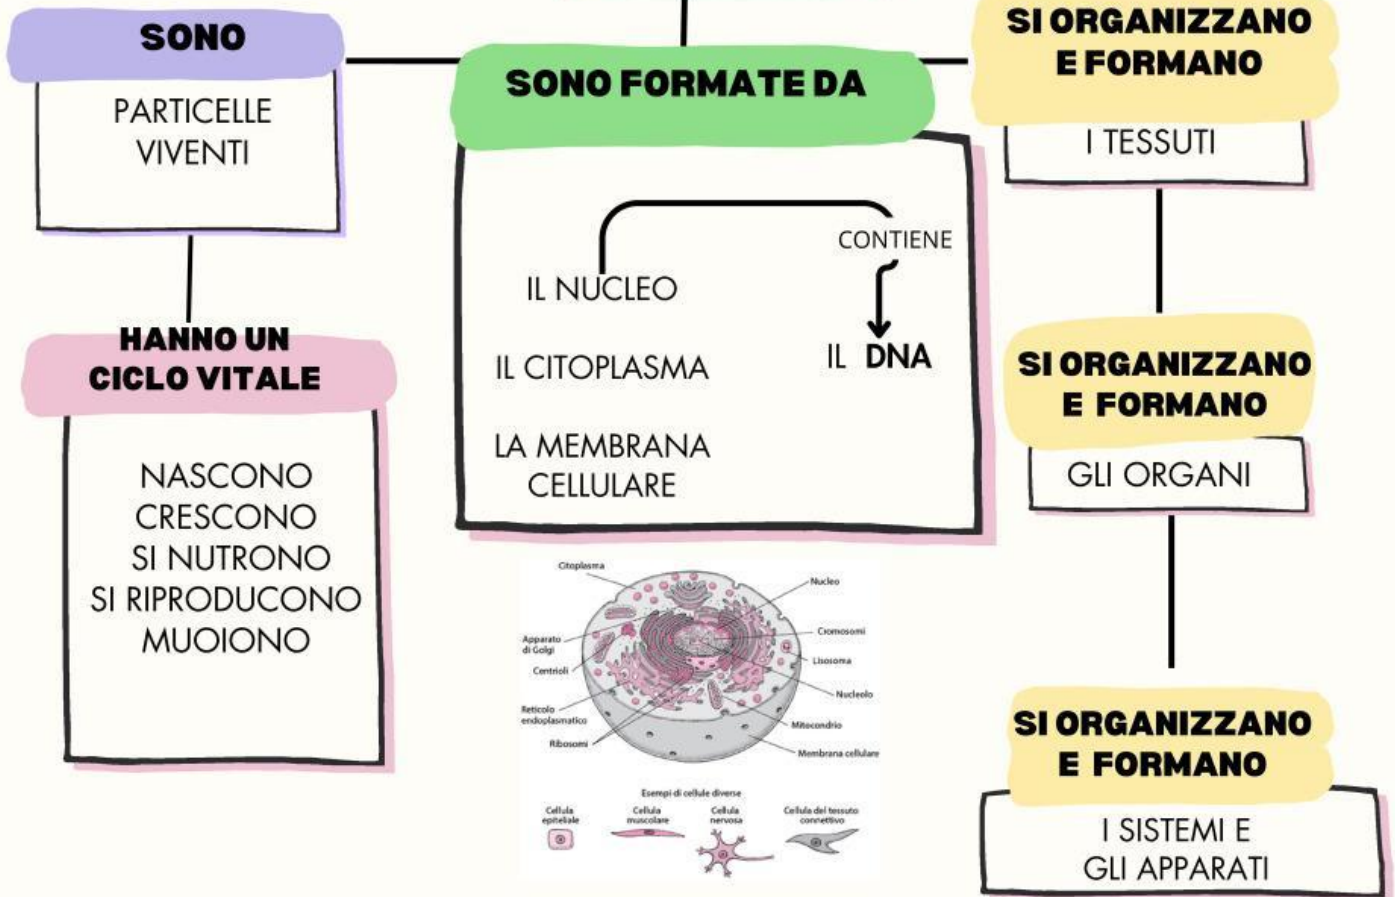 SONO
PARTICELLE
VIVENTI
HANNO UN
CICLO VITALE
NASCONO
CRESCONO
SI NUTRONO
SI RIPRODUCONO
MUOIONO
SONO FORMATE DA
CONTIENE
IL NUCLEO
IL DNA
IL CITOPLASMA
LA MEMBRANA
CELLULARE
Citoplasma
Nucleo
Cromosomi
Apparato
di Golgi
Lisosoma
Centrioli
Nucleolo
Reticolo
endoplasmatico
Mitocondrio
Ribosomi
Membrana cellulare
Esempi di cellule diverse
Cellula
epiteliale
Cellula
muscolare
Cellula
nervosa
Cellula del tessuto
connettivo
SI ORGANIZZANO
E FORMANO
I TESSUTI
SI ORGANIZZANO
E FORMANO
GLI ORGANI
SI ORGANIZZANO
E FORMANO
I SISTEMI E
GLI APPARATI